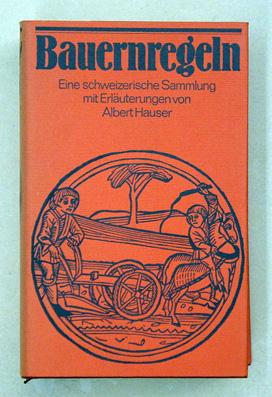 Bauernregeln
Eine schweizerische Sammlung
mit Erläuterungen von
Albert Hauser